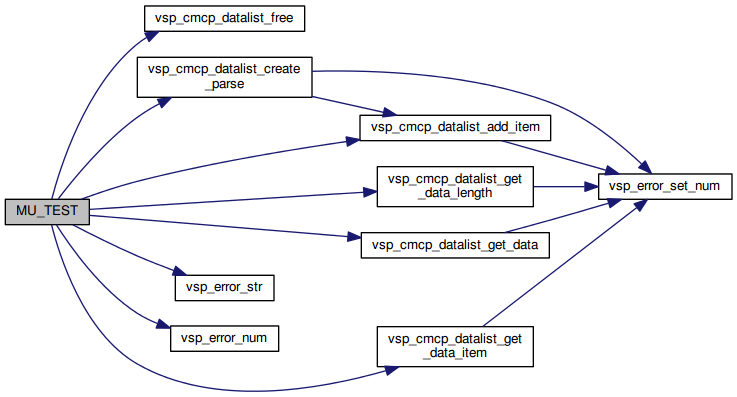 vsp_cmcp_datalist_free
vsp_cmcp_datalist_create
_parse
vsp_cmcp_datalist_add_item
vsp_cmcp_datalist_get
_data_length
vsp_error_set_num
MU_TEST
vsp_cmcp_datalist_get_data
vsp_error_str
vsp_error_num
vsp_cmcp_datalist_get
_data_item